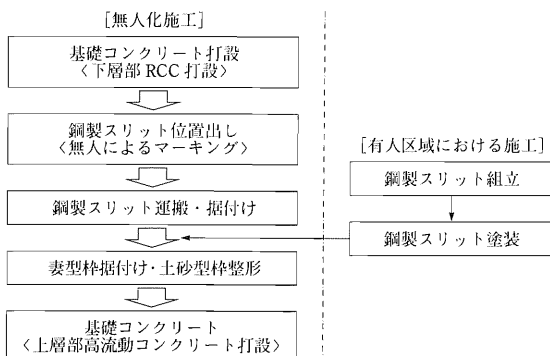 [無人化施工]
基礎コンクリート打設
〈下層部 RCC 打設〉
鋼製スリット位置出し
〈無人によるマーキング〉
鋼製スリット運搬・据付け
妻型枠据付け・土砂型枠整形
基礎コンクリート
〈上層部高流動コンクリート打設〉
[有人区域における施工]
鋼製スリット組立
鋼製スリット塗装